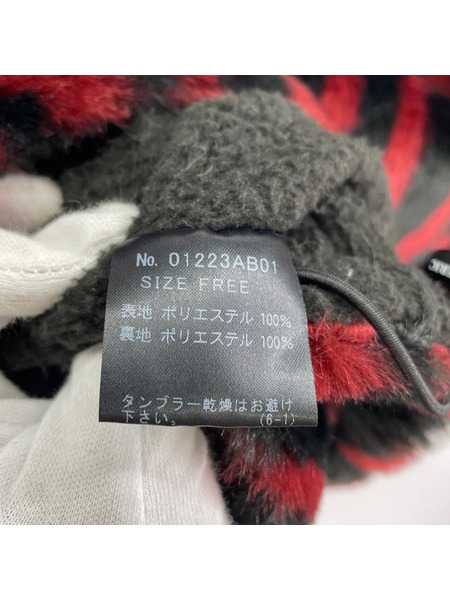 No. 01223AB01
SIZE FREE
表地 ポリエステル 100%
裏地 ポリエステル 100%
タンブラー乾燥はお避け
下さい。 (6-1)